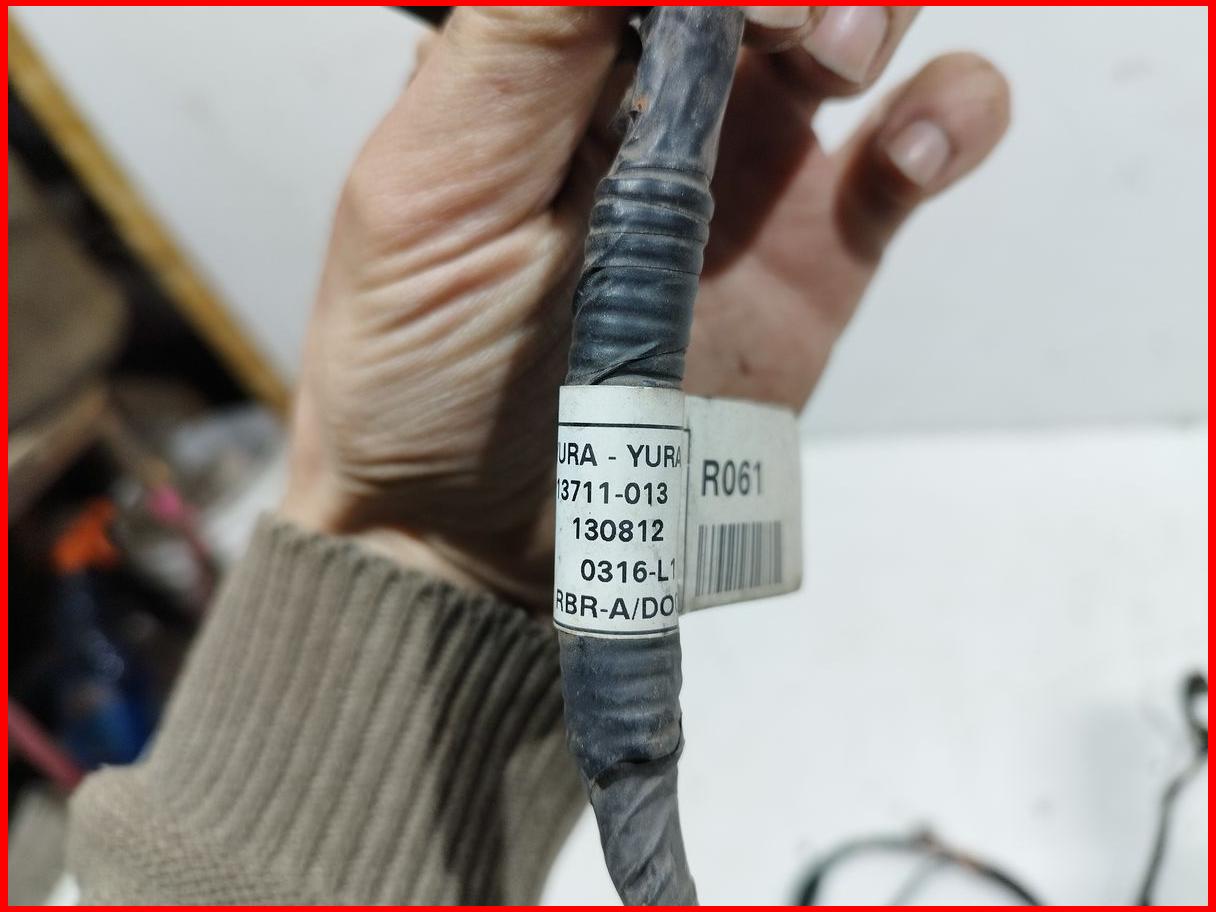 YURA - YURA
13711-013
130812
0316-L1
RBR-A/DO
R061